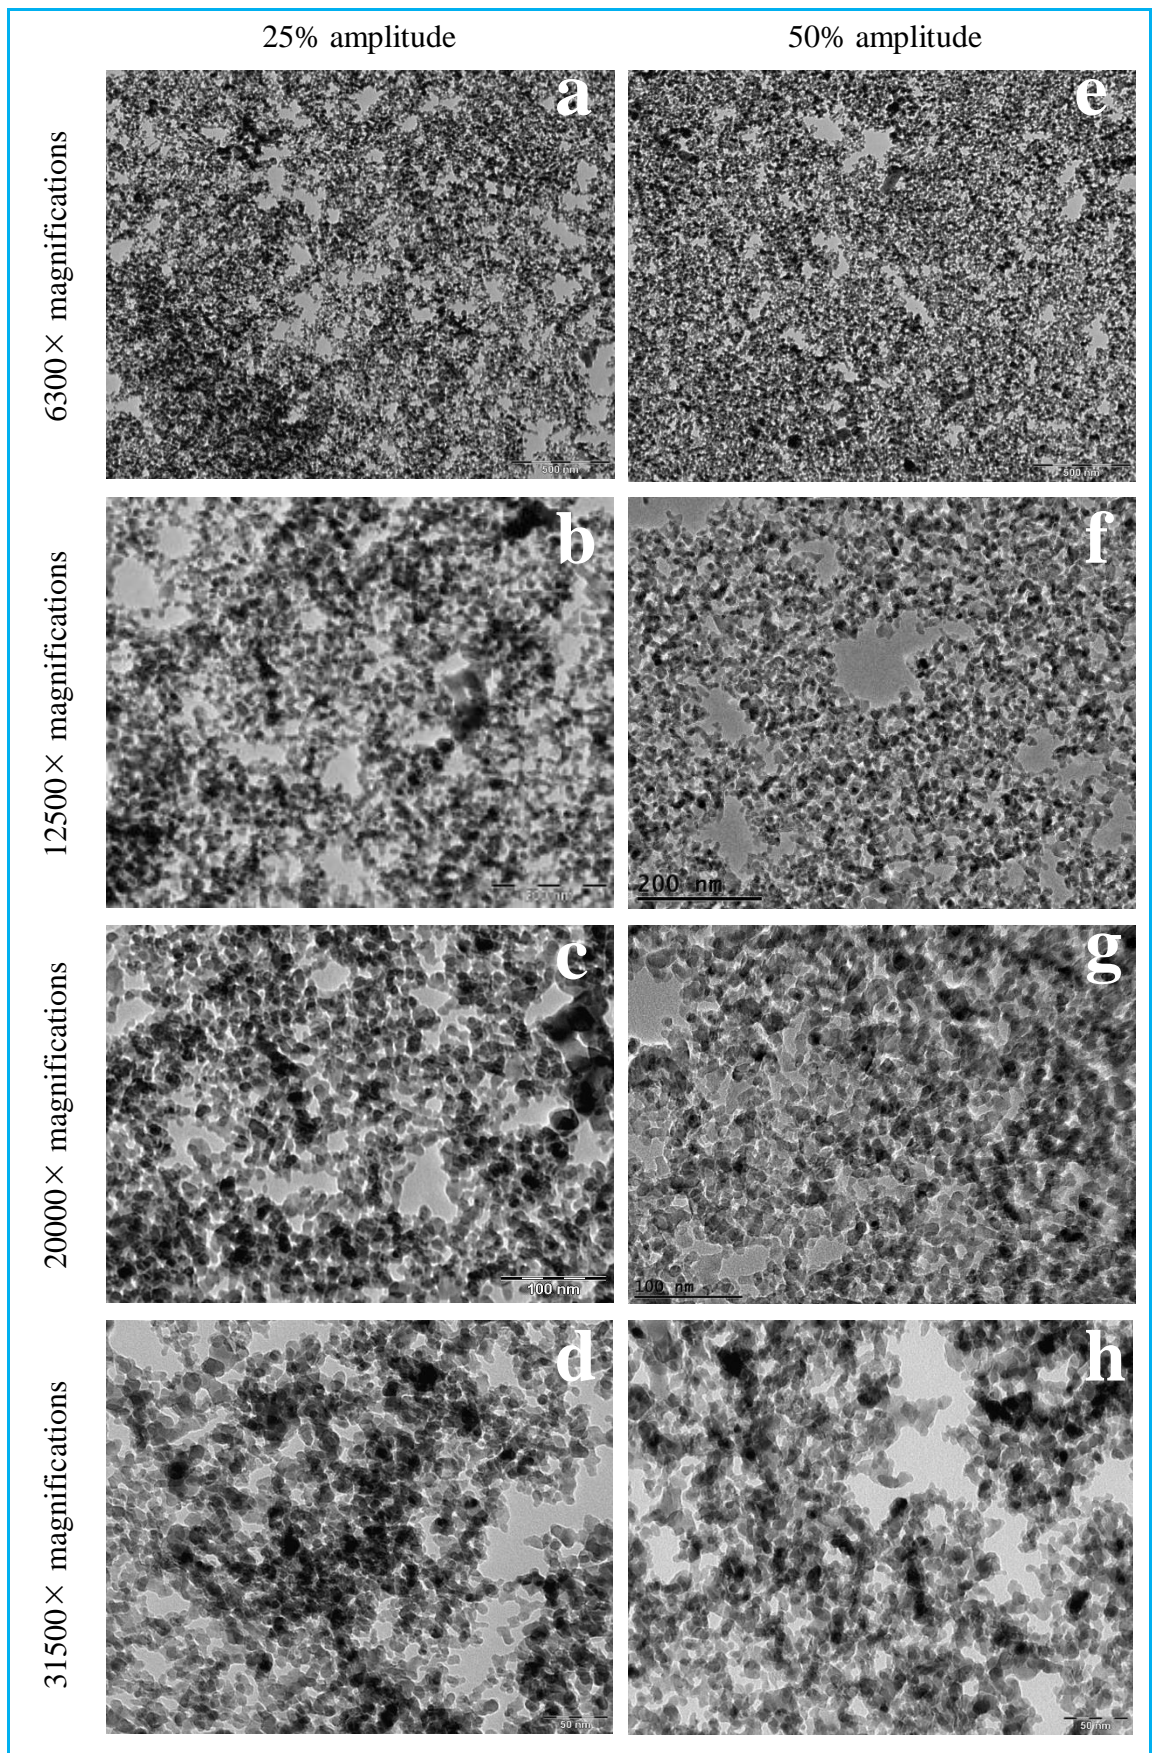 25% amplitude
50% amplitude
6300× magnifications
a
500 nm
e
500 nm
12500× magnifications
b
f
200 nm
20000× magnifications
c
100 nm
g
100 nm
31500× magnifications
d
50 nm
h
50 nm